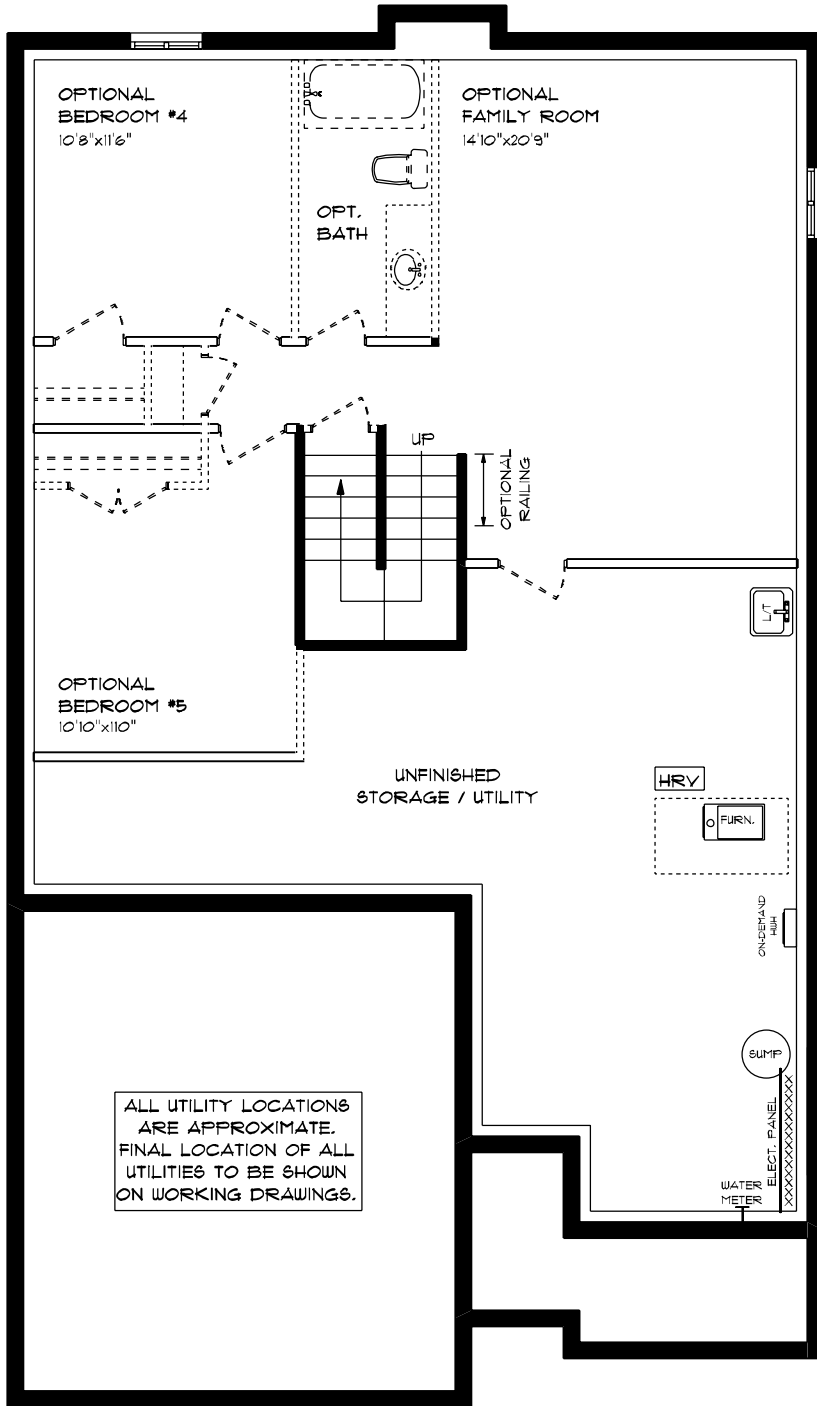 OPTIONAL
BEDROOM #4
10'8"x11'6"
OPTIONAL
FAMILY ROOM
14'10"x20'9"
OPT.
BATH
UP
OPTIONAL
RAILING
L/T
OPTIONAL
BEDROOM #5
10'10"x110"
UNFINISHED
STORAGE / UTILITY
HRV
FURN.
ON-DEMAND
HWH
SUMP
ELECT. PANEL
WATER
METER
ALL UTILITY LOCATIONS
ARE APPROXIMATE.
FINAL LOCATION OF ALL
UTILITIES TO BE SHOWN
ON WORKING DRAWINGS.